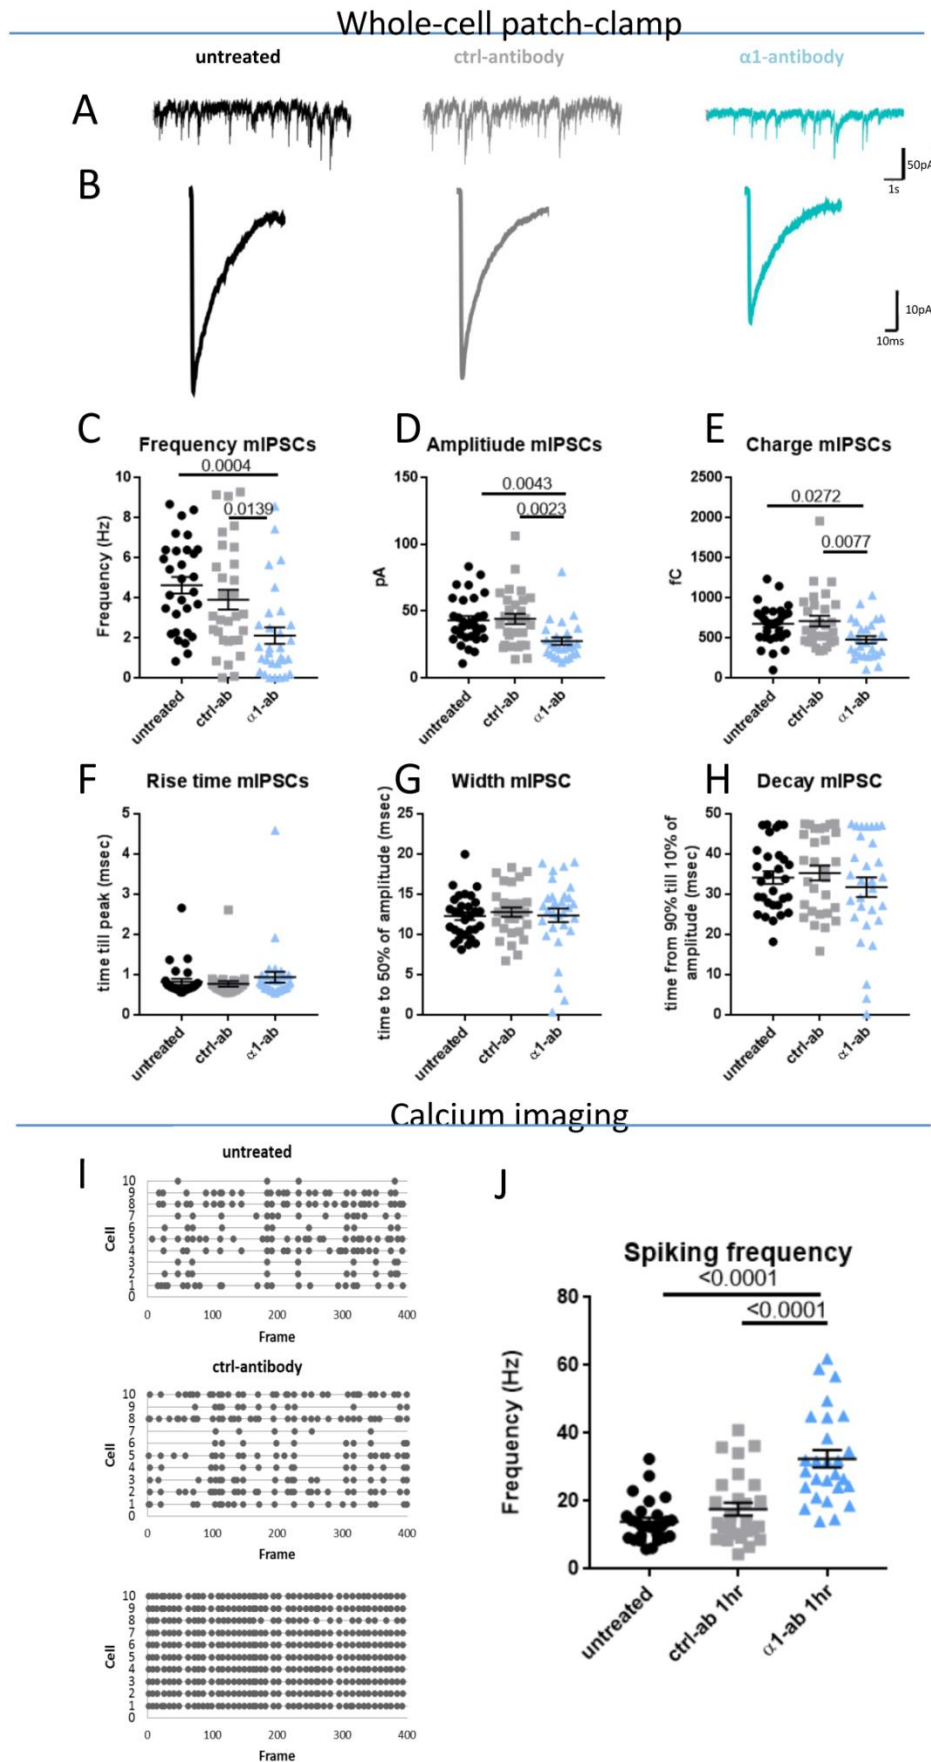 Whole-cell patch-clamp
untreated ctrl-antibody α1-antibody
A
50pA
1s
B
10pA
10ms
C D E
Frequency mIPSCs
0.0004
0.0139
10
8
6
4
2
0
Frequency (Hz)
untreated
ctrl-ab
α1-ab
Amplitiude mIPSCs
0.0043
0.0023
150
100
50
0
pA
untreated
ctrl-ab
α1-ab
Charge mIPSCs
0.0272
0.0077
2500
2000
1500
1000
500
0
fC
untreated
ctrl-ab
α1-ab
F G H
Rise time mIPSCs
5
4
3
2
1
0
time till peak (msec)
untreated
ctrl-ab
α1-ab
Width mIPSC
25
20
15
10
5
0
time to 50% of amplitude (msec)
untreated
ctrl-ab
α1-ab
Decay mIPSC
50
40
30
20
10
0
time from 90% till 10% of
amplitude (msec)
untreated
ctrl-ab
α1-ab
Calcium imaging
I
untreated
10
9
8
7
6
5
4
3
2
1
0
Cell
0 100 200 300 400
Frame
ctrl-antibody
10
9
8
7
6
5
4
3
2
1
0
Cell
0 100 200 300 400
Frame
10
9
8
7
6
5
4
3
2
1
0
Cell
0 100 200 300 400
Frame
J
Spiking frequency
<0.0001
<0.0001
80
60
40
20
0
Frequency (Hz)
untreated
ctrl-ab 1hr
α1-ab 1hr